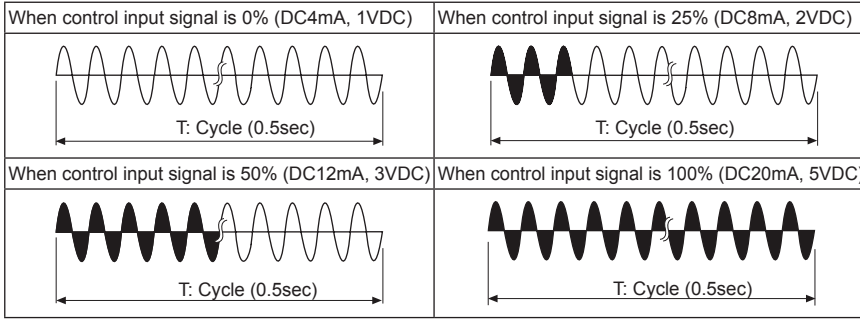 When control input signal is 0% (DC4mA, 1VDC)
When control input signal is 25% (DC8mA, 2VDC)
T: Cycle (0.5sec)
T: Cycle (0.5sec)
When control input signal is 50% (DC12mA, 3VDC)
When control input signal is 100% (DC20mA, 5VDC)
T: Cycle (0.5sec)
T: Cycle (0.5sec)